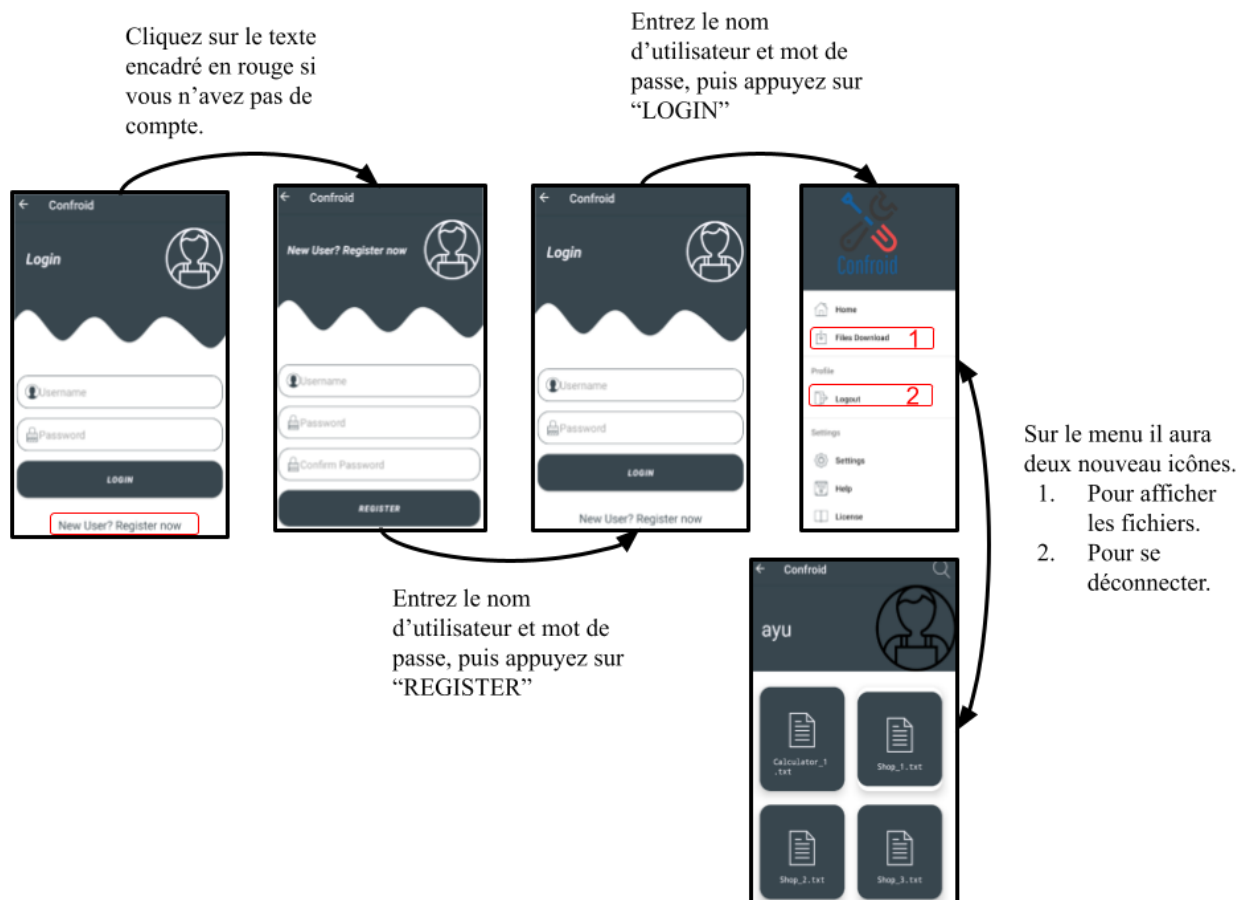 Cliquez sur le texte
encadré en rouge si
vous n’avez pas de
compte.
Entrez le nom
d’utilisateur et mot de
passe, puis appuyez sur
“LOGIN”
Confroid
Login
Username
Password
LOGIN
New User? Register now
Confroid
New User? Register now
Username
Password
Confirm Password
REGISTER
Confroid
Login
Username
Password
LOGIN
New User? Register now
Confroid
Home
Files Download 1
Profile
Logout 2
Settings
Settings
Help
License
Entrez le nom
d’utilisateur et mot de
passe, puis appuyez sur
“REGISTER”
Sur le menu il aura
deux nouveau icônes.
1. Pour afficher
les fichiers.
2. Pour se
déconnecter.
Confroid
ayu
Calculator_1
.txt
Shop_1.txt
Shop_2.txt
Shop_3.txt